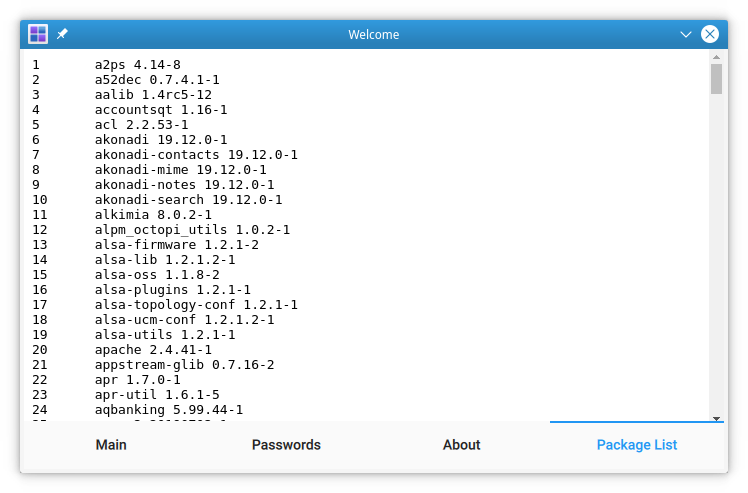 Welcome
1 a2ps 4.14-8
2 a52dec 0.7.4.1-1
3 aalib 1.4rc5-12
4 accountsqt 1.16-1
5 acl 2.2.53-1
6 akonadi 19.12.0-1
7 akonadi-contacts 19.12.0-1
8 akonadi-mime 19.12.0-1
9 akonadi-notes 19.12.0-1
10 akonadi-search 19.12.0-1
11 alkimia 8.0.2-1
12 alpm_octopi_utils 1.0.2-1
13 alsa-firmware 1.2.1-2
14 alsa-lib 1.2.1.2-1
15 alsa-oss 1.1.8-2
16 alsa-plugins 1.2.1-1
17 alsa-topology-conf 1.2.1-1
18 alsa-ucm-conf 1.2.1.2-1
19 alsa-utils 1.2.1-1
20 apache 2.4.41-1
21 appstream-glib 0.7.16-2
22 apr 1.7.0-1
23 apr-util 1.6.1-5
24 aqbanking 5.99.44-1
Main Passwords About Package List